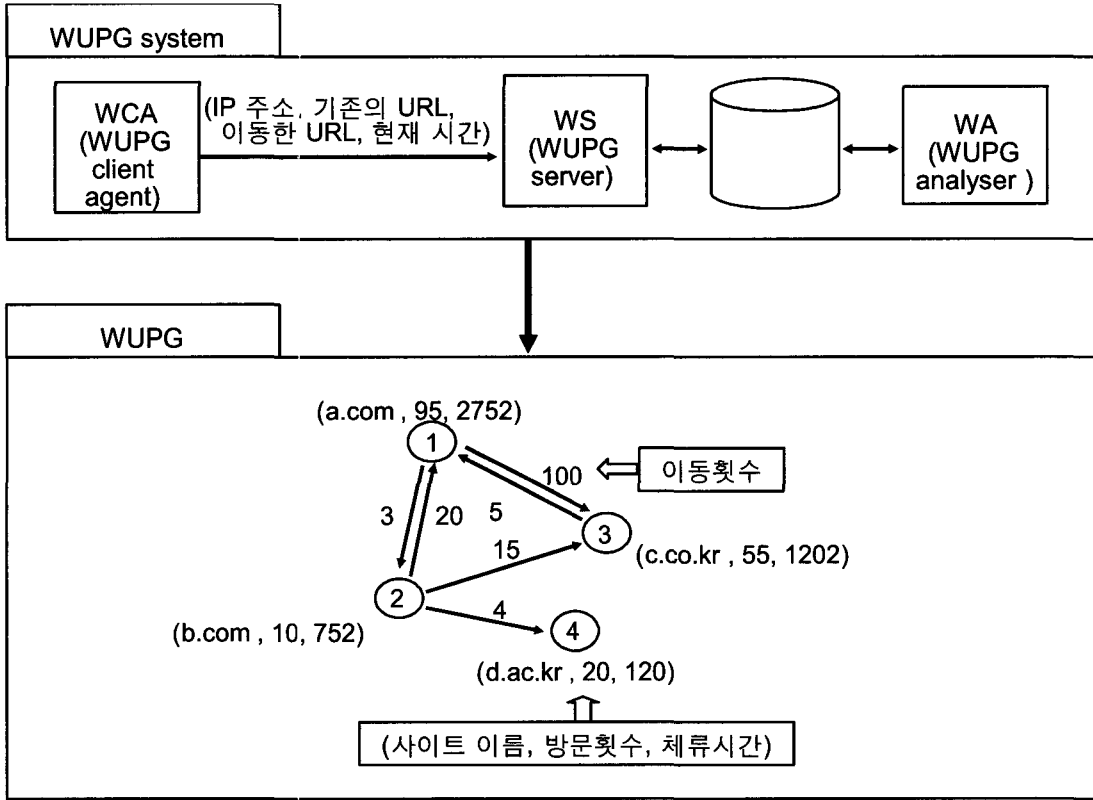 WUPG system
WCA
(WUPG
client
agent)
(IP 주소, 기존의 URL,
이동한 URL, 현재 시간)
WS
(WUPG
server)
WA
(WUPG
analyser )
WUPG
(a.com , 95, 2752)
1
100
이동횟수
3
20
5
3
15
(c.co.kr , 55, 1202)
2
4
4
(b.com , 10, 752)
(d.ac.kr , 20, 120)
(사이트 이름, 방문횟수, 체류시간)